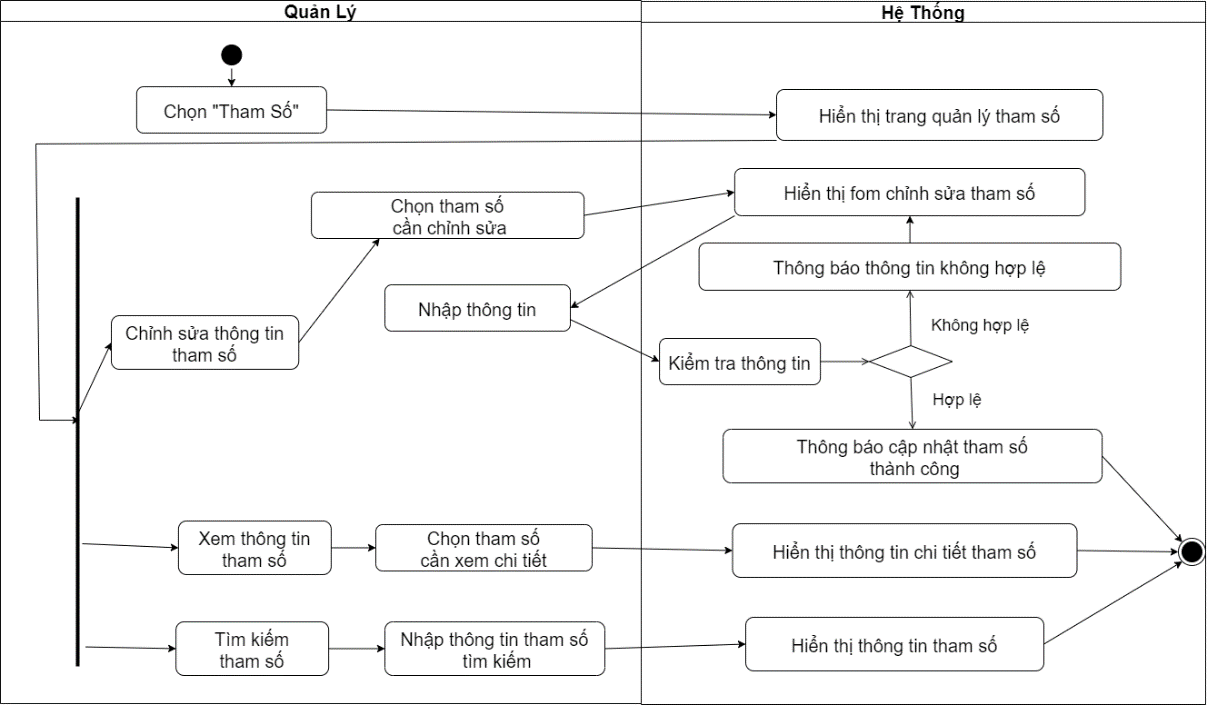 Quản Lý
Hệ Thống
Chọn "Tham Số"
Hiển thị trang quản lý tham số
Chọn tham số
cần chỉnh sửa
Hiển thị fom chỉnh sửa tham số
Thông báo thông tin không hợp lệ
Nhập thông tin
Không hợp lệ
Chỉnh sửa thông tin
tham số
Kiểm tra thông tin
Hợp lệ
Thông báo cập nhật tham số
thành công
Xem thông tin
tham số
Chọn tham số
cần xem chi tiết
Hiển thị thông tin chi tiết tham số
Tìm kiếm
tham số
Nhập thông tin tham số
tìm kiếm
Hiển thị thông tin tham số